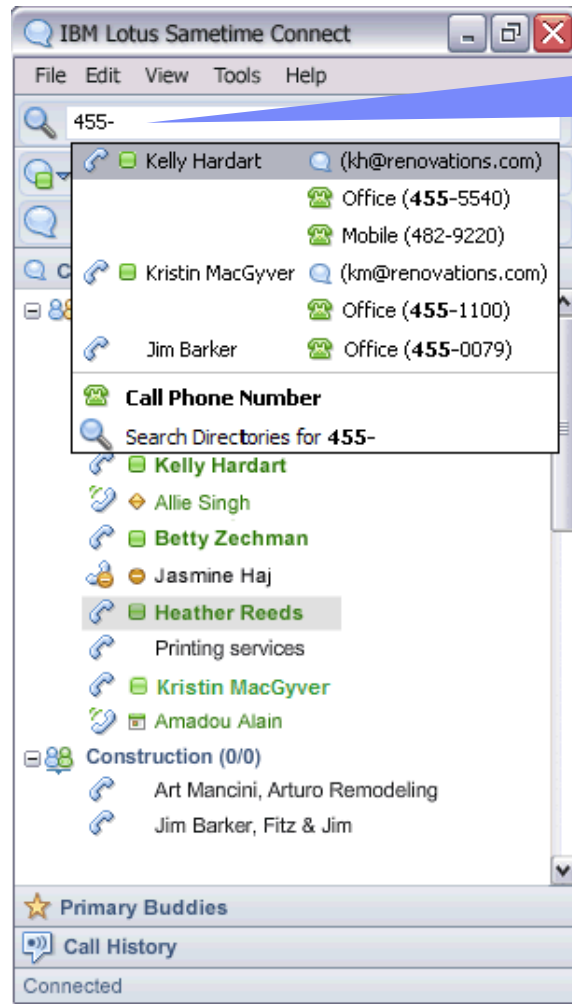 IBM Lotus Sametime Connect
File Edit View Tools Help
455-
Kelly Hardart (kh@renovations.com)
Office (455-5540)
Mobile (482-9220)
Kristin MacGyver (km@renovations.com)
Office (455-1100)
Jim Barker Office (455-0079)
Call Phone Number
Search Directories for 455-
C
Kelly Hardart
Allie Singh
Betty Zechman
Jasmine Haj
Heather Reeds
Printing services
Kristin MacGyver
Amadou Alain
Construction (0/0)
Art Mancini, Arturo Remodeling
Jim Barker, Fitz & Jim
Primary Buddies
Call History
Connected